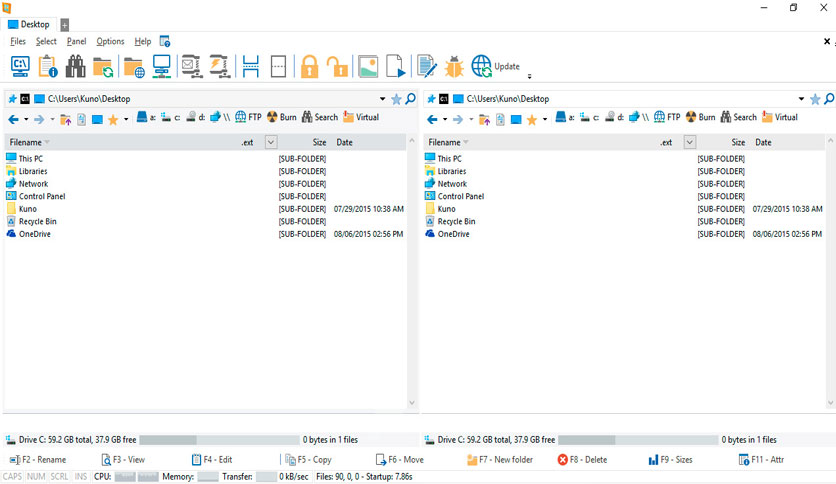 Desktop +
Files Select Panel Options Help
C:\ Update
C:\ C:\Users\Kuno\Desktop C:\ C:\Users\Kuno\Desktop
a: c: d: \\ FTP Burn Search Virtual a: c: d: \\ FTP Burn Search Virtual
Filename .ext Size Date Filename .ext Size Date
This PC [SUB-FOLDER] This PC [SUB-FOLDER]
Libraries [SUB-FOLDER] Libraries [SUB-FOLDER]
Network [SUB-FOLDER] Network [SUB-FOLDER]
Control Panel [SUB-FOLDER] Control Panel [SUB-FOLDER]
Kuno [SUB-FOLDER] 07/29/2015 10:38 AM Kuno [SUB-FOLDER] 07/29/2015 10:38 AM
Recycle Bin [SUB-FOLDER] Recycle Bin [SUB-FOLDER]
OneDrive [SUB-FOLDER] 08/06/2015 02:56 PM OneDrive [SUB-FOLDER] 08/06/2015 02:56 PM
Drive C: 59.2 GB total, 37.9 GB free 0 bytes in 1 files Drive C: 59.2 GB total, 37.9 GB free 0 bytes in 1 files
F2 - Rename F3 - View F4 - Edit F5 - Copy F6 - Move F7 - New folder F8 - Delete F9 - Sizes F11 - Attr
CAPS NUM SCRL INS CPU: Memory: Transfer: 0 kB/sec Files: 90, 0, 0 - Startup: 7.86s